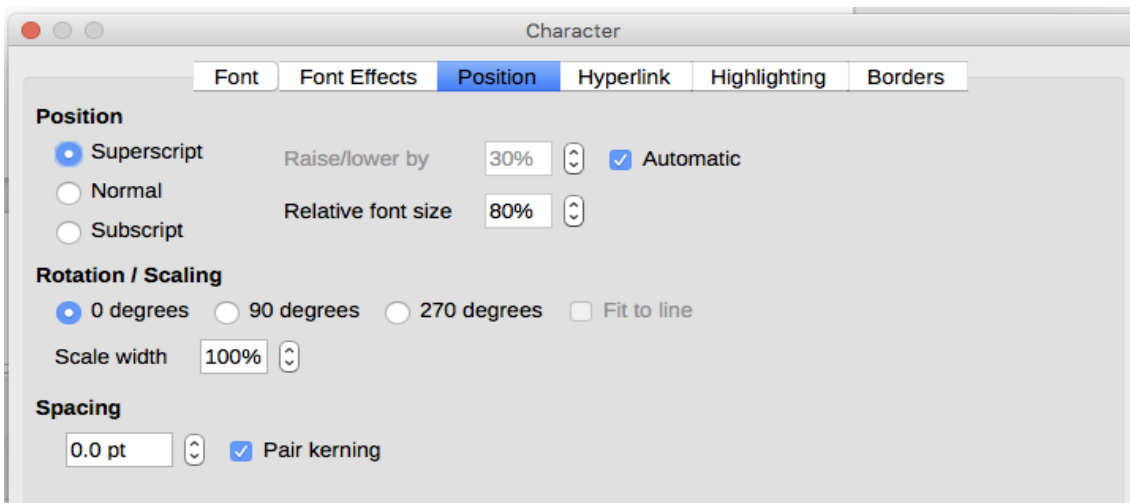 Character
Font Font Effects Position Hyperlink Highlighting Borders
Position
Superscript Raise/lower by 30% Automatic
Normal
Relative font size 80%
Subscript
Rotation / Scaling
0 degrees 90 degrees 270 degrees Fit to line
Scale width 100%
Spacing
0.0 pt Pair kerning